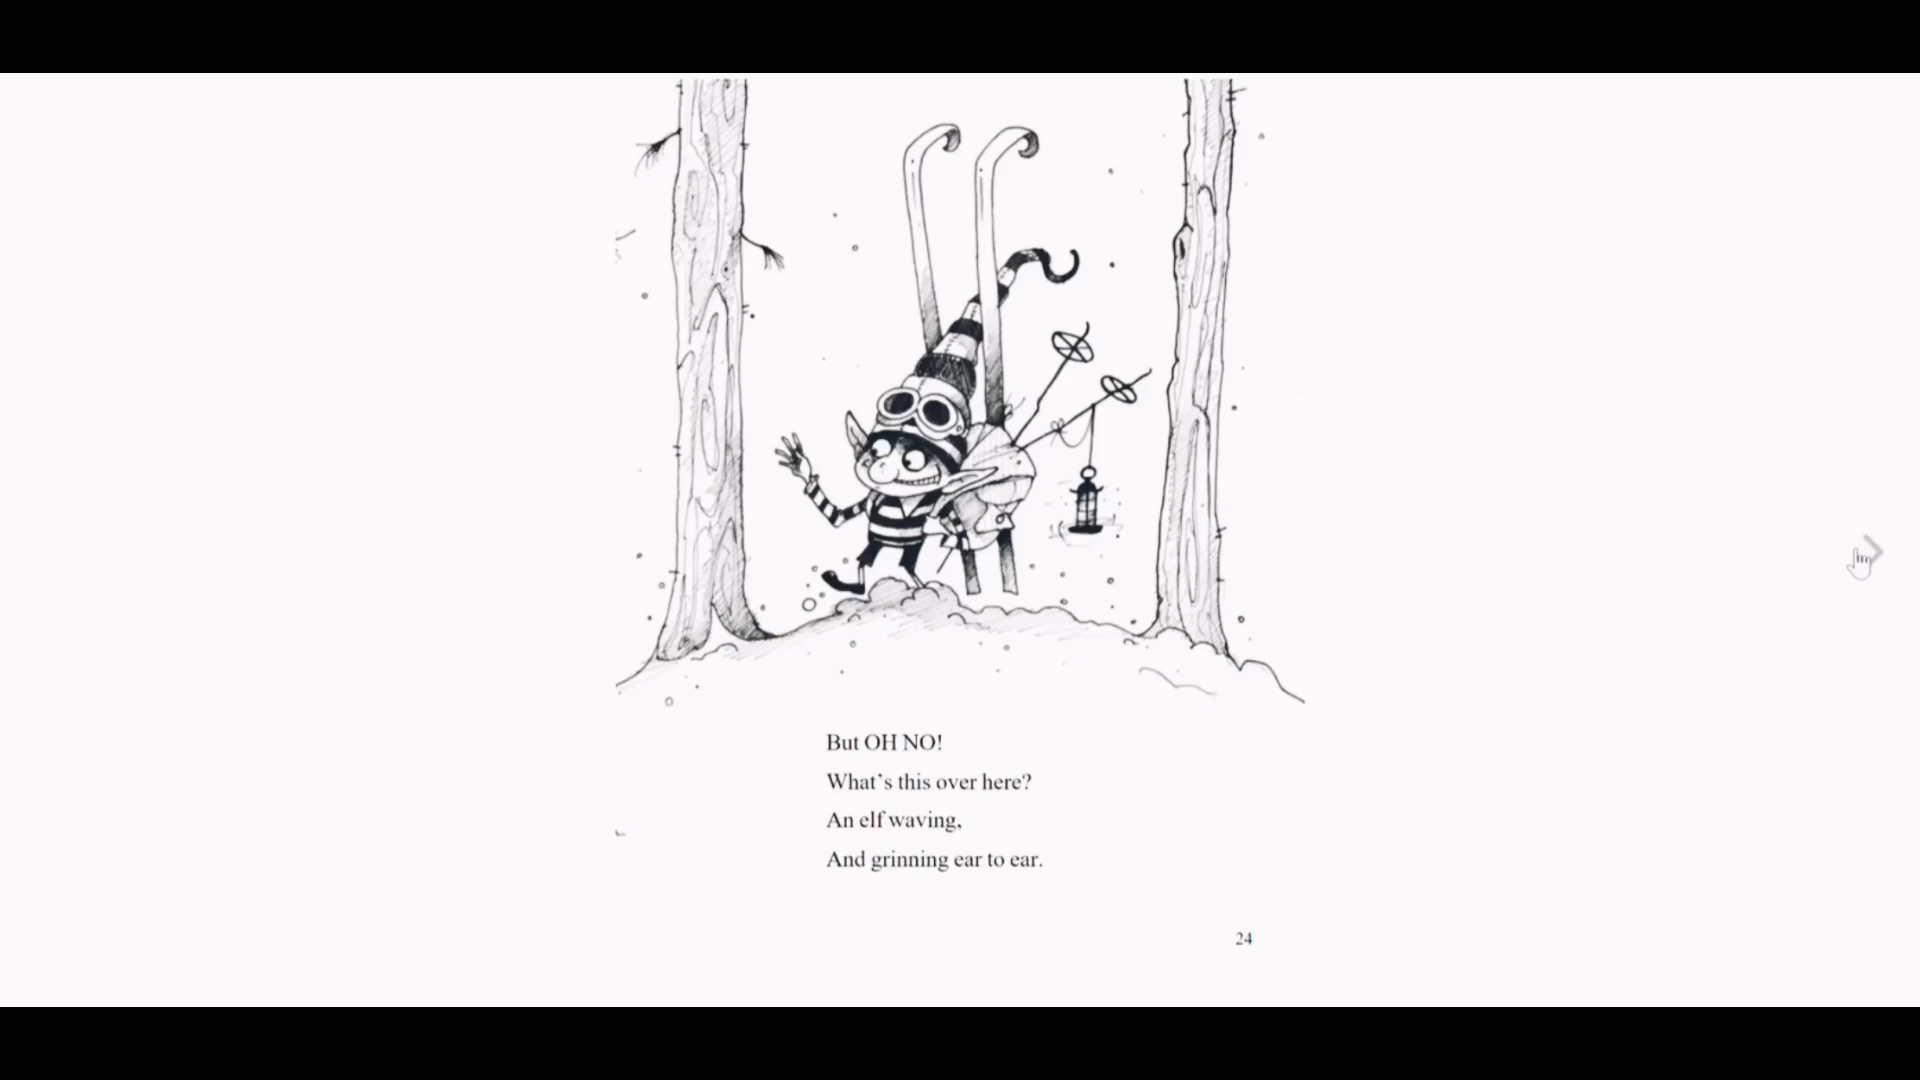 But OH NO!
What's this over here?
An elf waving,
And grinning ear to ear.
24